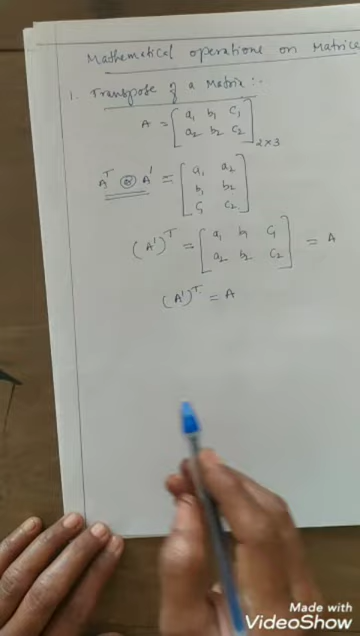 Mathematical operations on Matrice
1. Transpose of a Matrix :-
A = [ a₁ b₁ c₁
a₂ b₂ c₂ ] 2×3
Aᵀ or A' = [ a₁ a₂
b₁ b₂
c₁ c₂ ]
(A')ᵀ = [ a₁ b₁ c₁
a₂ b₂ c₂ ] = A
(A')ᵀ = A
Made with
VideoShow